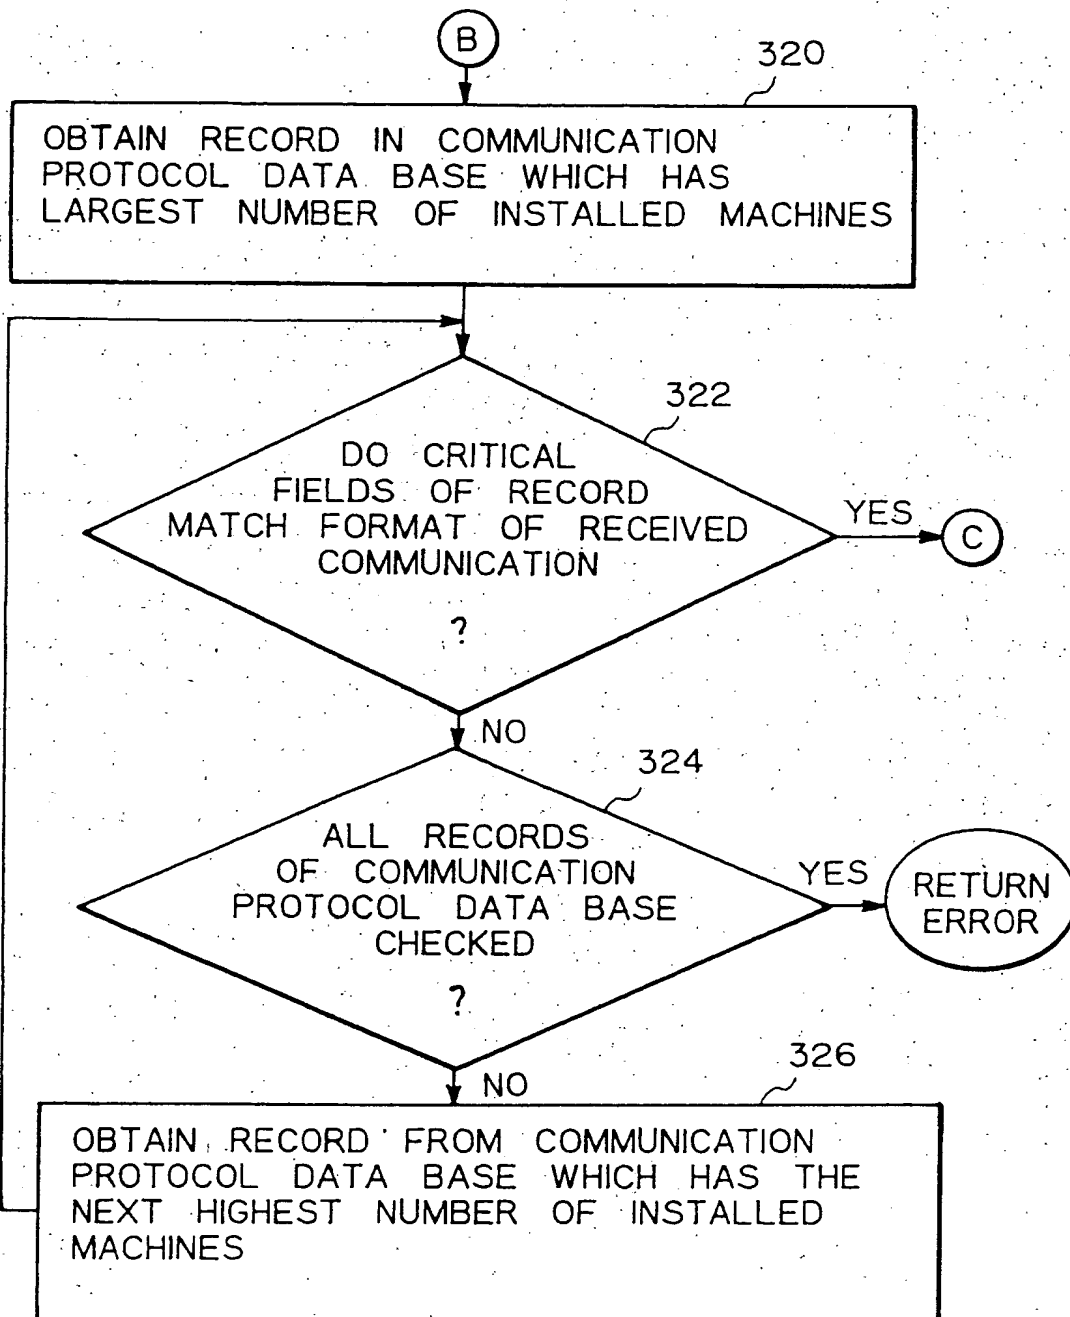 B
320
OBTAIN RECORD IN COMMUNICATION
PROTOCOL DATA BASE WHICH HAS
LARGEST NUMBER OF INSTALLED MACHINES
322
DO CRITICAL
FIELDS OF RECORD
MATCH FORMAT OF RECEIVED
COMMUNICATION
?
YES
C
NO
324
ALL RECORDS
OF COMMUNICATION
PROTOCOL DATA BASE
CHECKED
?
YES
RETURN
ERROR
NO
326
OBTAIN RECORD FROM COMMUNICATION
PROTOCOL DATA BASE WHICH HAS THE
NEXT HIGHEST NUMBER OF INSTALLED
MACHINES